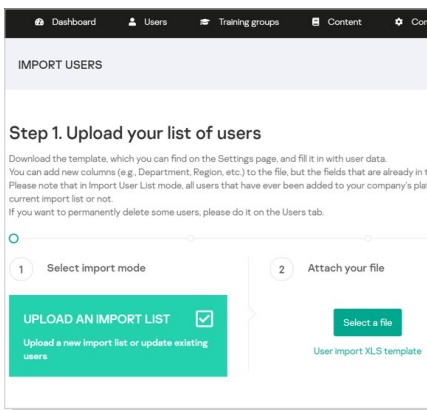 Dashboard Users Training groups Content
IMPORT USERS
Step 1. Upload your list of users
Download the template, which you can find on the Settings page, and fill it in with user data.
You can add new columns (e.g., Department, Region, etc.) to the file, but the fields that are already in
Please note that in Import User List mode, all users that have ever been added to your company's
current import list or not.
If you want to permanently delete some users, please do it on the Users tab.
1 Select import mode
2 Attach your file
UPLOAD AN IMPORT LIST
Upload a new import list or update existing
users
Select a file
User import XLS template